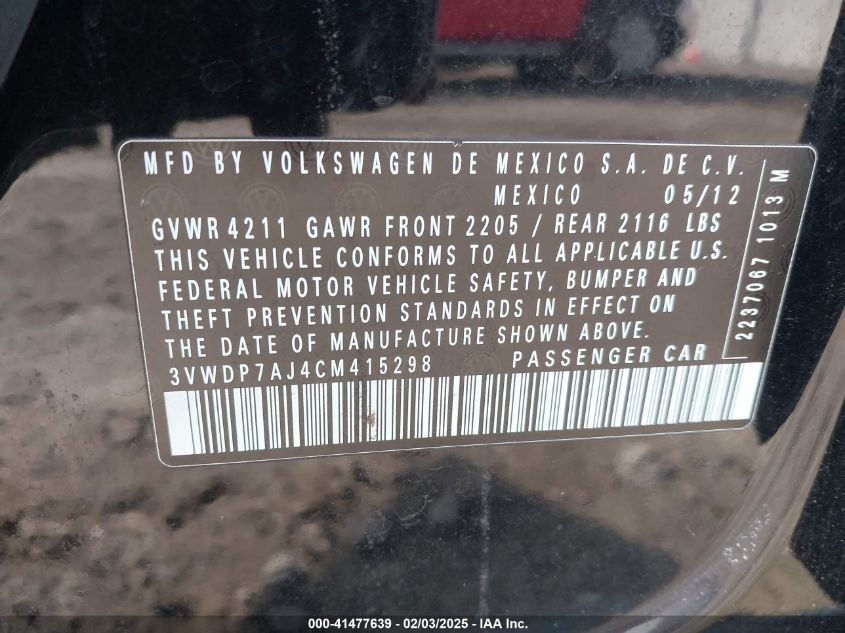 MFD BY VOLKSWAGEN DE MEXICO S.A. DE C.V.
MEXICO 05/12
GVWR 4211 GAWR FRONT 2205 / REAR 2116 LBS
THIS VEHICLE CONFORMS TO ALL APPLICABLE U.S.
FEDERAL MOTOR VEHICLE SAFETY, BUMPER AND
THEFT PREVENTION STANDARDS IN EFFECT ON
THE DATE OF MANUFACTURE SHOWN ABOVE.
3VWDP7AJ4CM415298 PASSENGER CAR
2237067 1013 M
000-41477639 - 02/03/2025 - IAA Inc.